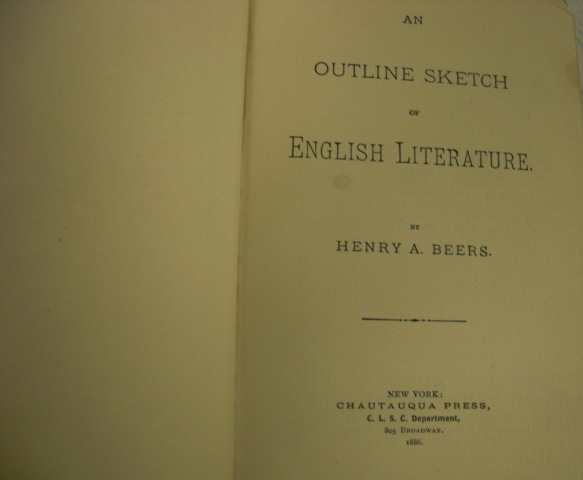 AN
OUTLINE SKETCH
OF
ENGLISH LITERATURE.
BY
HENRY A. BEERS.
NEW YORK:
CHAUTAUQUA PRESS,
C. L. S. C. Department,
805 BROADWAY.
1886.